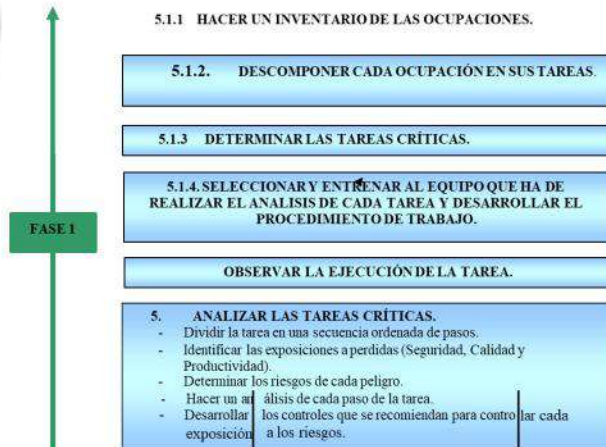 5.1.1 HACER UN INVENTARIO DE LAS OCUPACIONES.
5.1.2. DESCOMPONER CADA OCUPACIÓN EN SUS TAREAS.
5.1.3 DETERMINAR LAS TAREAS CRÍTICAS.
5.1.4. SELECCIONAR Y ENTRENAR AL EQUIPO QUE HA DE
REALIZAR EL ANALISIS DE CADA TAREA Y DESARROLLAR EL
PROCEDIMIENTO DE TRABAJO.
FASE 1
OBSERVAR LA EJECUCIÓN DE LA TAREA.
5. ANALIZAR LAS TAREAS CRÍTICAS.
- Dividir la tarea en una secuencia ordenada de pasos.
- Identificar las exposiciones a perdidas (Seguridad, Calidad y
Productividad).
- Determinar los riesgos de cada peligro.
- Hacer un an álisis de cada paso de la tarea.
- Desarrollar los controles que se recomiendan para contro lar cada
exposición a los riesgos.